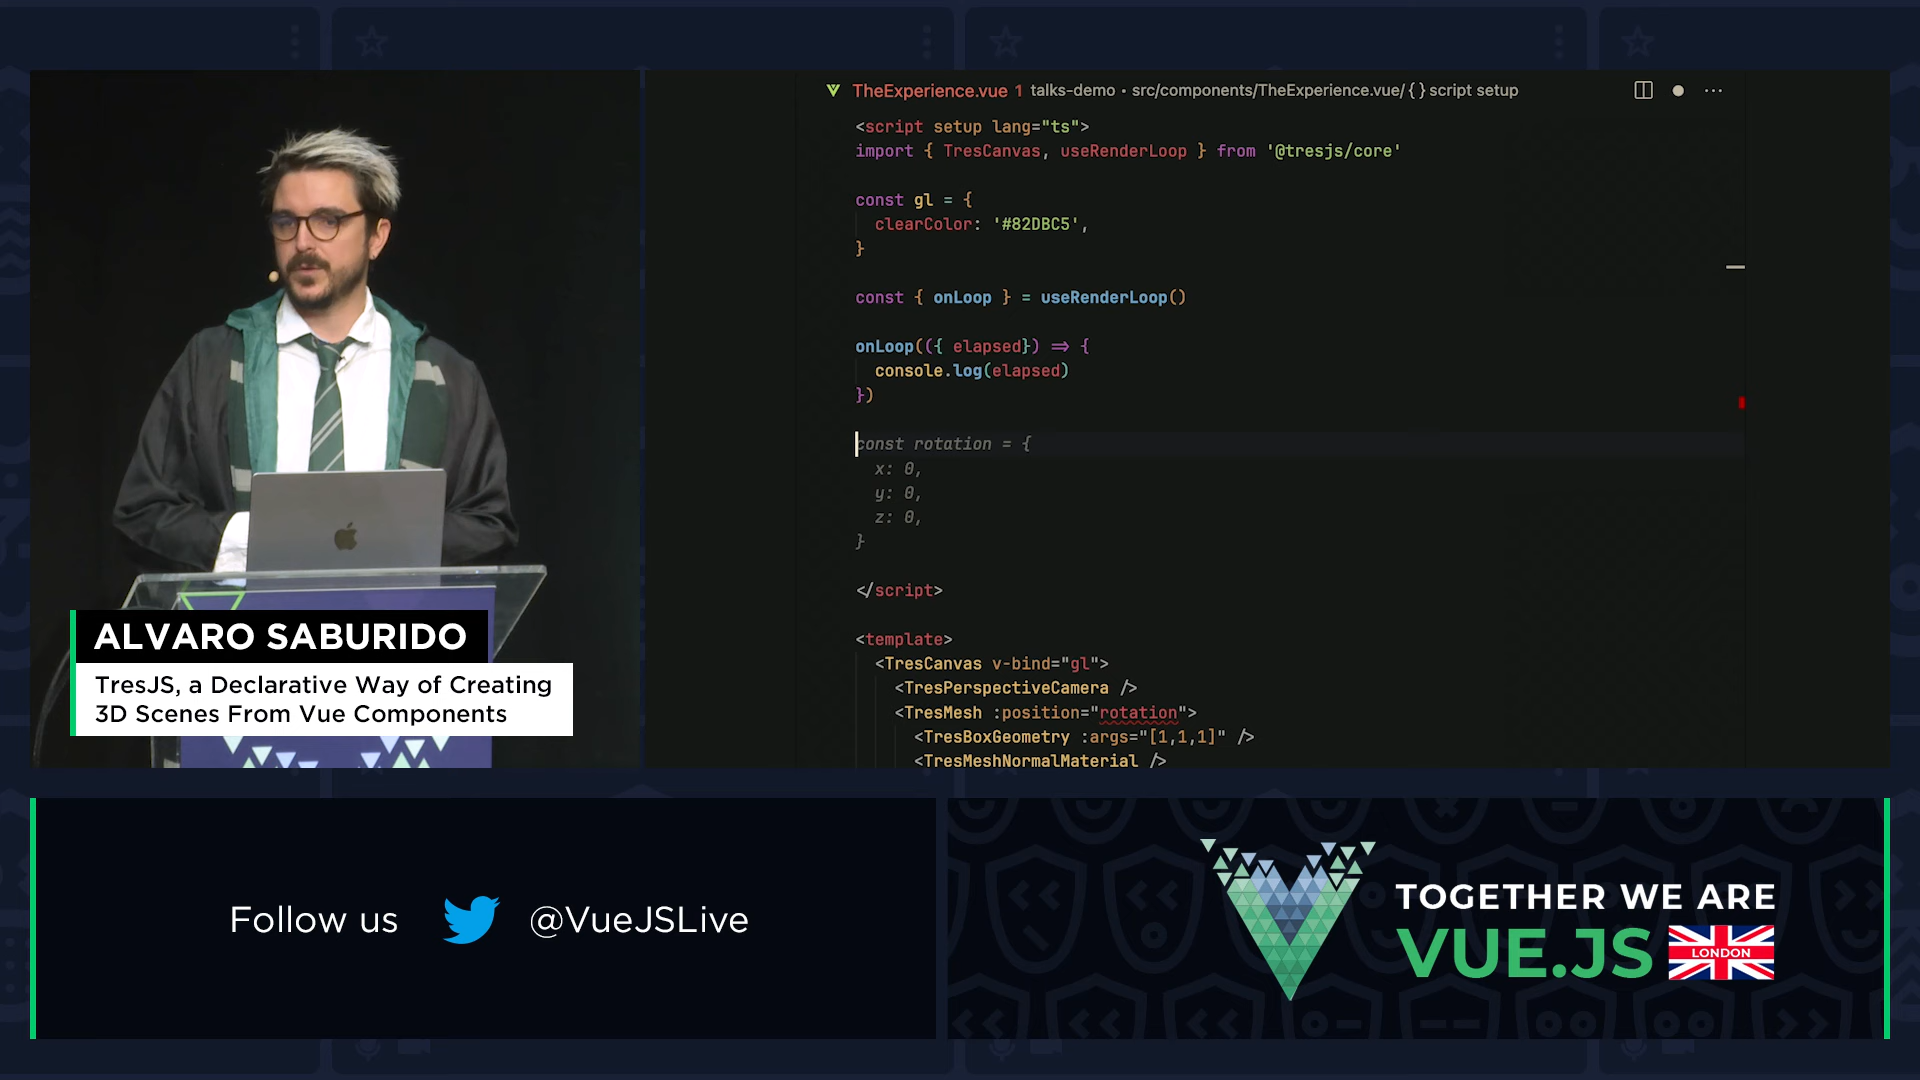 TheExperience.vue 1 talks-demo • src/components/TheExperience.vue/ {} script setup
<script setup lang="ts">
import { TresCanvas, useRenderLoop } from '@tresjs/core'
const gl = {
clearColor: '#82DBC5',
}
const { onLoop } = useRenderLoop()
onLoop(({ elapsed}) ⇒ {
console.log(elapsed)
})
const rotation = {
x: 0,
y: 0,
z: 0,
}
</script>
<template>
<TresCanvas v-bind="gl">
<TresPerspectiveCamera />
<TresMesh :position="rotation">
<TresBoxGeometry :args="[1,1,1]" />
<TresMeshNormalMaterial />
ALVARO SABURIDO
TresJS, a Declarative Way of Creating
3D Scenes From Vue Components
Follow us @VueJSLive
TOGETHER WE ARE
VUE.JS LONDON